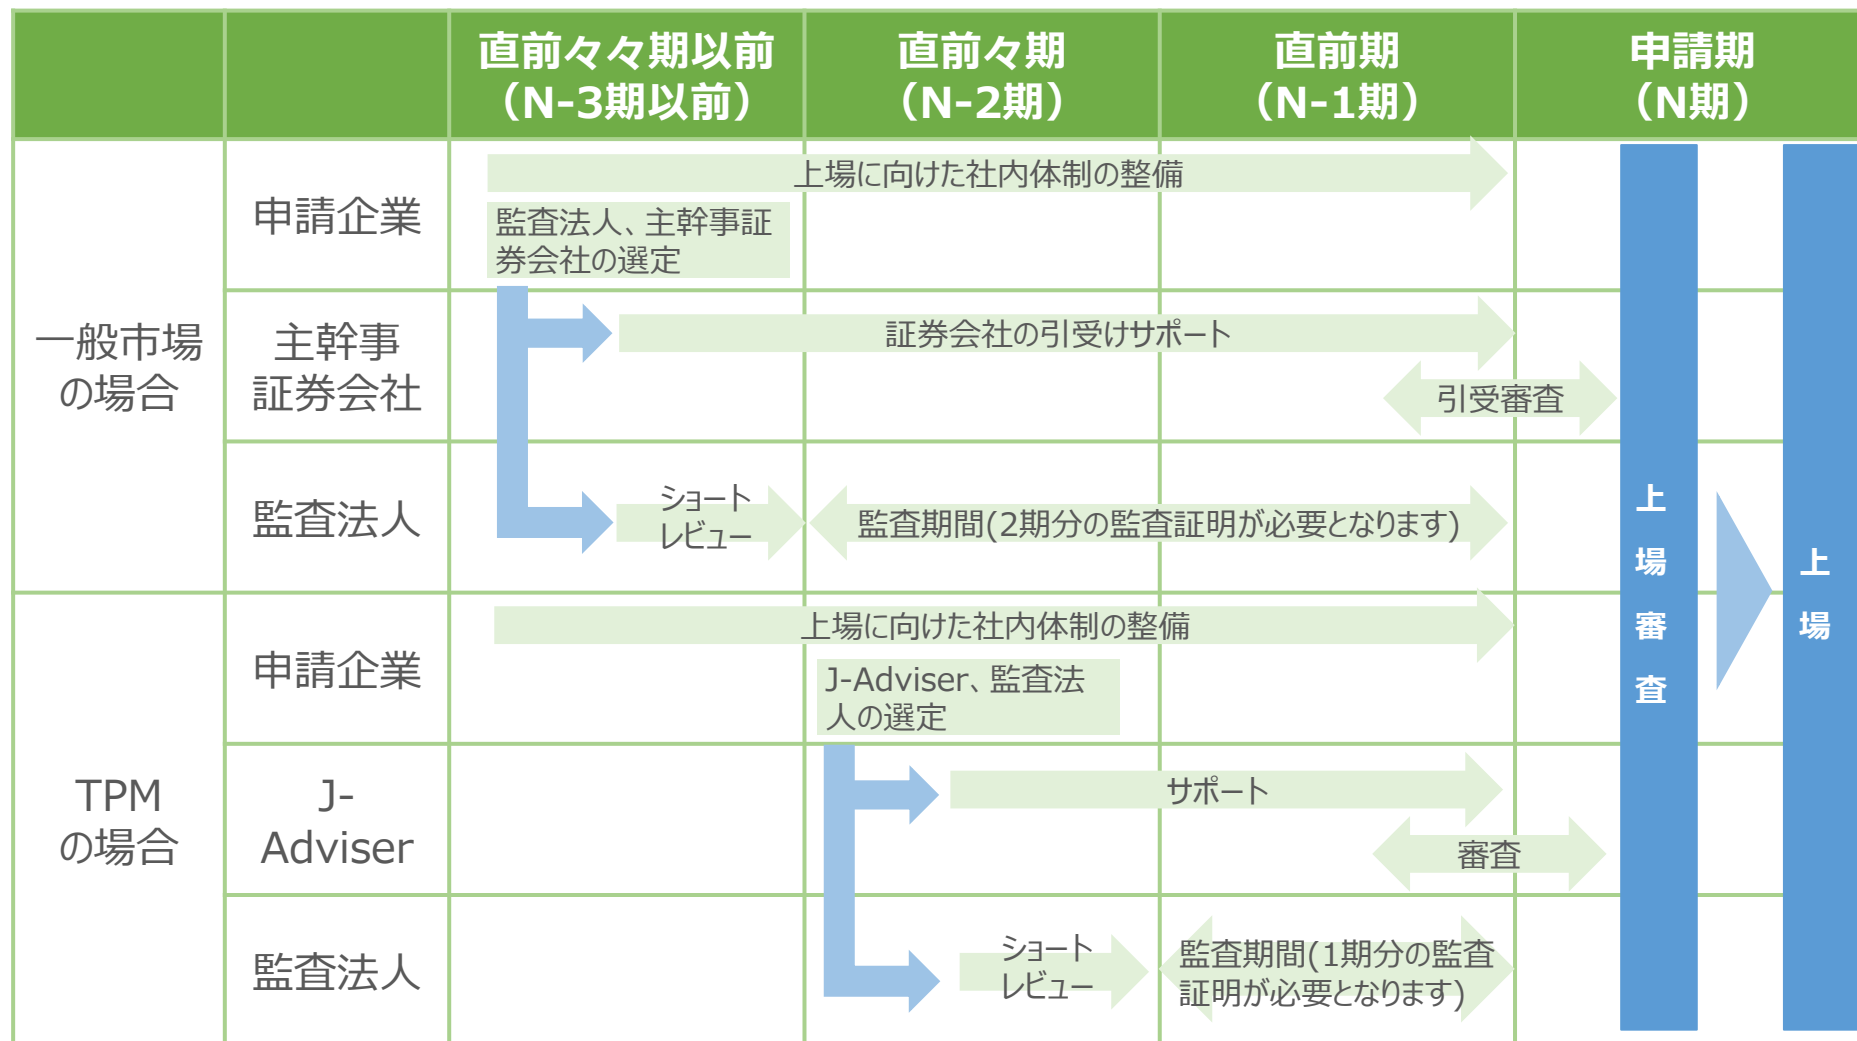 直前々々期以前
（N-3期以前）
直前々期
（N-2期）
直前期
（N-1期）
申請期
（N期）
一般市場
の場合
申請企業
上場に向けた社内体制の整備
監査法人、主幹事証
券会社の選定
主幹事
証券会社
証券会社の引受けサポート
引受審査
監査法人
ショート
レビュー
監査期間(2期分の監査証明が必要となります)
TPM
の場合
申請企業
上場に向けた社内体制の整備
J-Adviser、監査法
人の選定
J-
Adviser
サポート
審査
監査法人
ショート
レビュー
監査期間(1期分の監査
証明が必要となります)
上場審査
上場